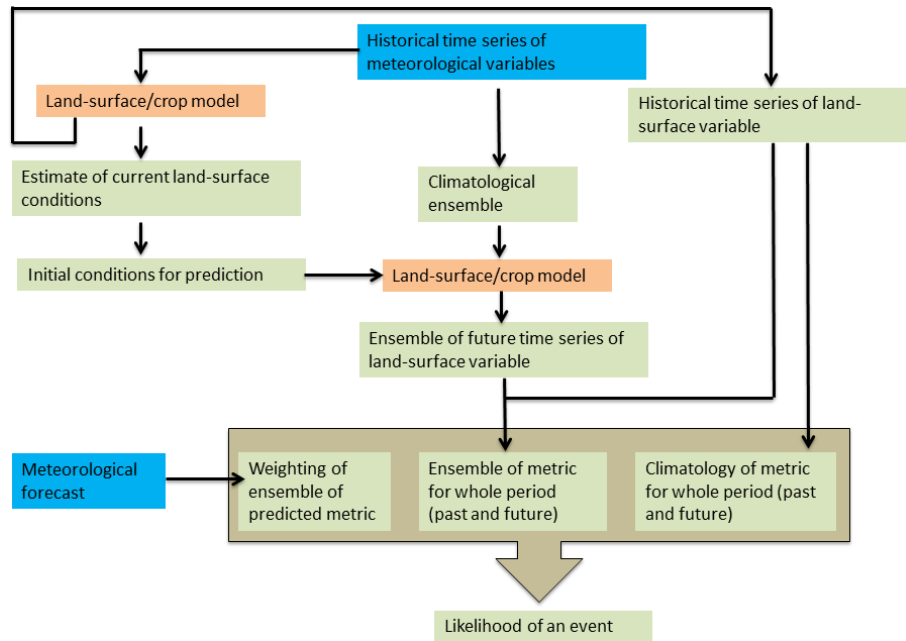 Historical time series of
meteorological variables
Land-surface/crop model
Historical time series of land-
surface variable
Estimate of current land-surface
conditions
Climatological
ensemble
Initial conditions for prediction
Land-surface/crop model
Ensemble of future time series of
land-surface variable
Meteorological
forecast
Weighting of
ensemble of
predicted metric
Ensemble of metric
for whole period
(past and future)
Climatology of metric
for whole period (past
and future)
Likelihood of an event